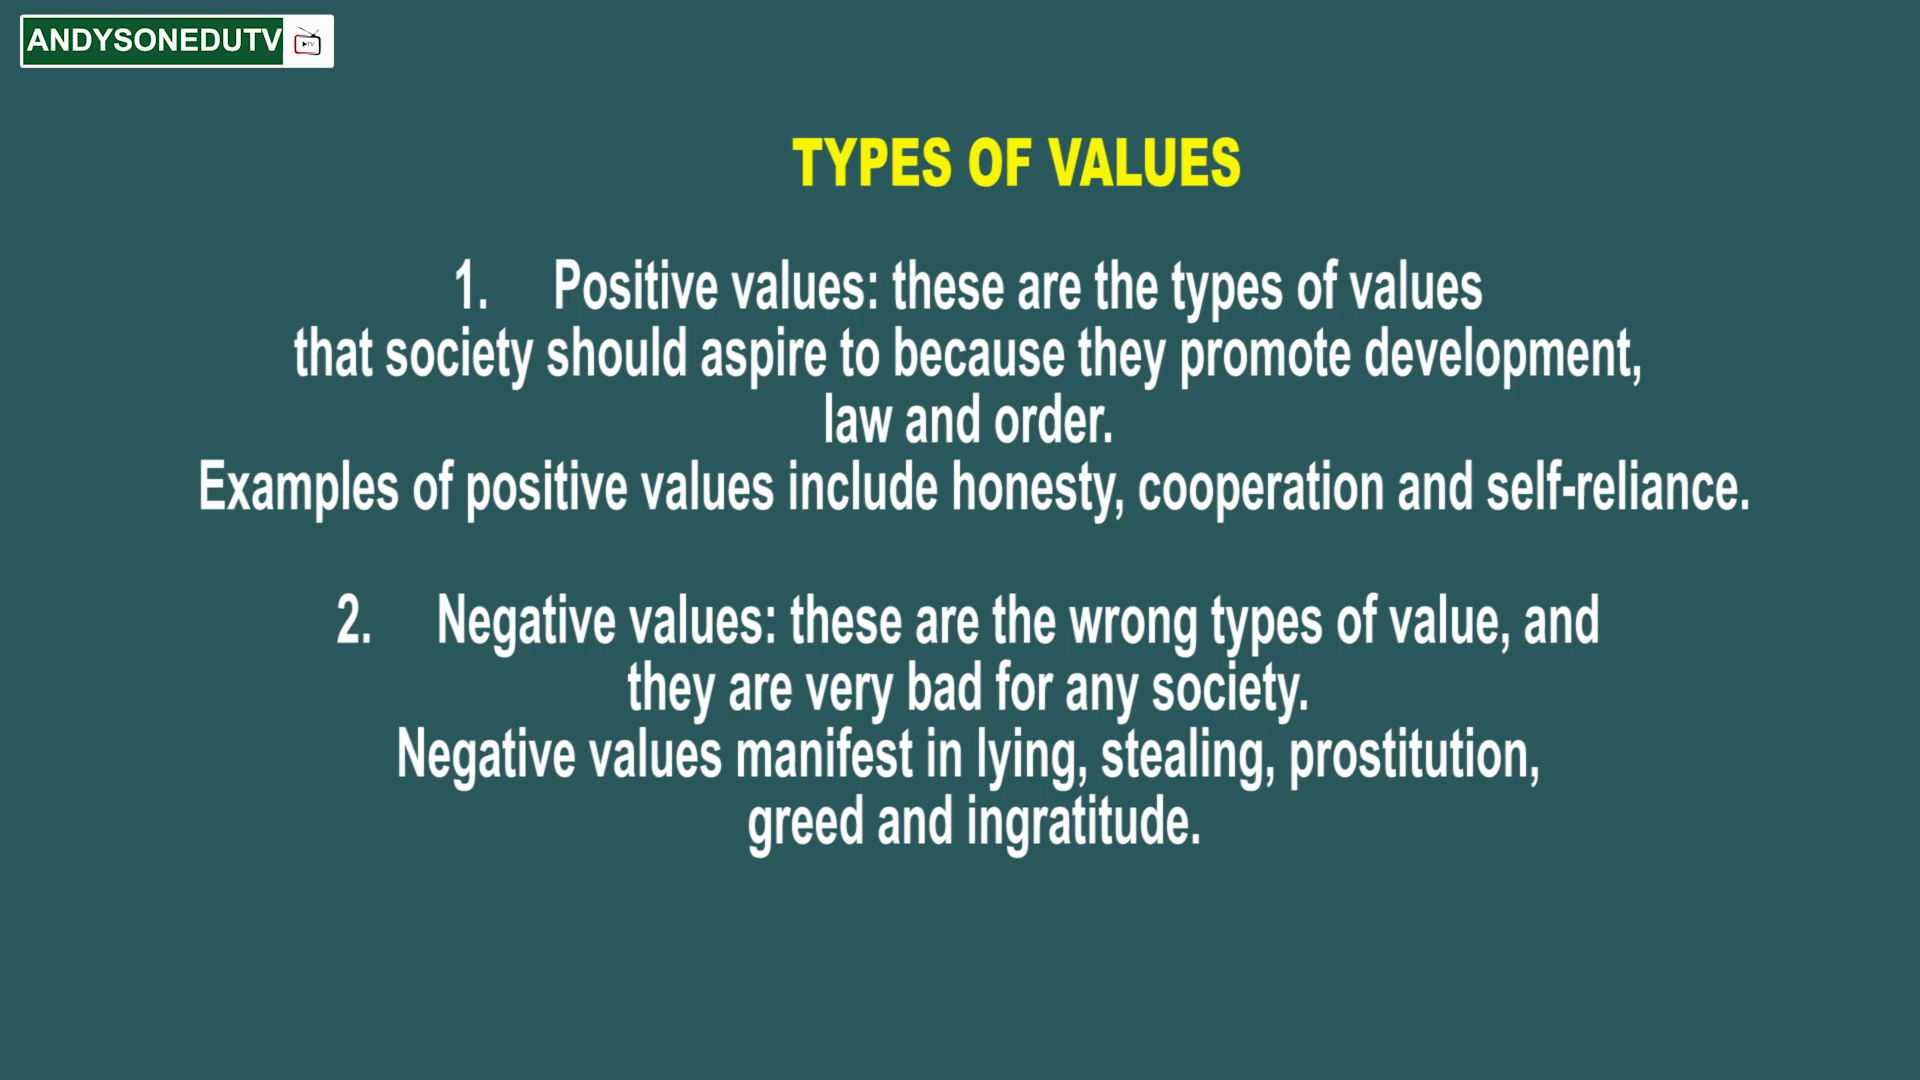 ANDYSONEDUTV
TYPES OF VALUES
1. Positive values: these are the types of values
that society should aspire to because they promote development,
law and order.
Examples of positive values include honesty, cooperation and self-reliance.
2. Negative values: these are the wrong types of value, and
they are very bad for any society.
Negative values manifest in lying, stealing, prostitution,
greed and ingratitude.